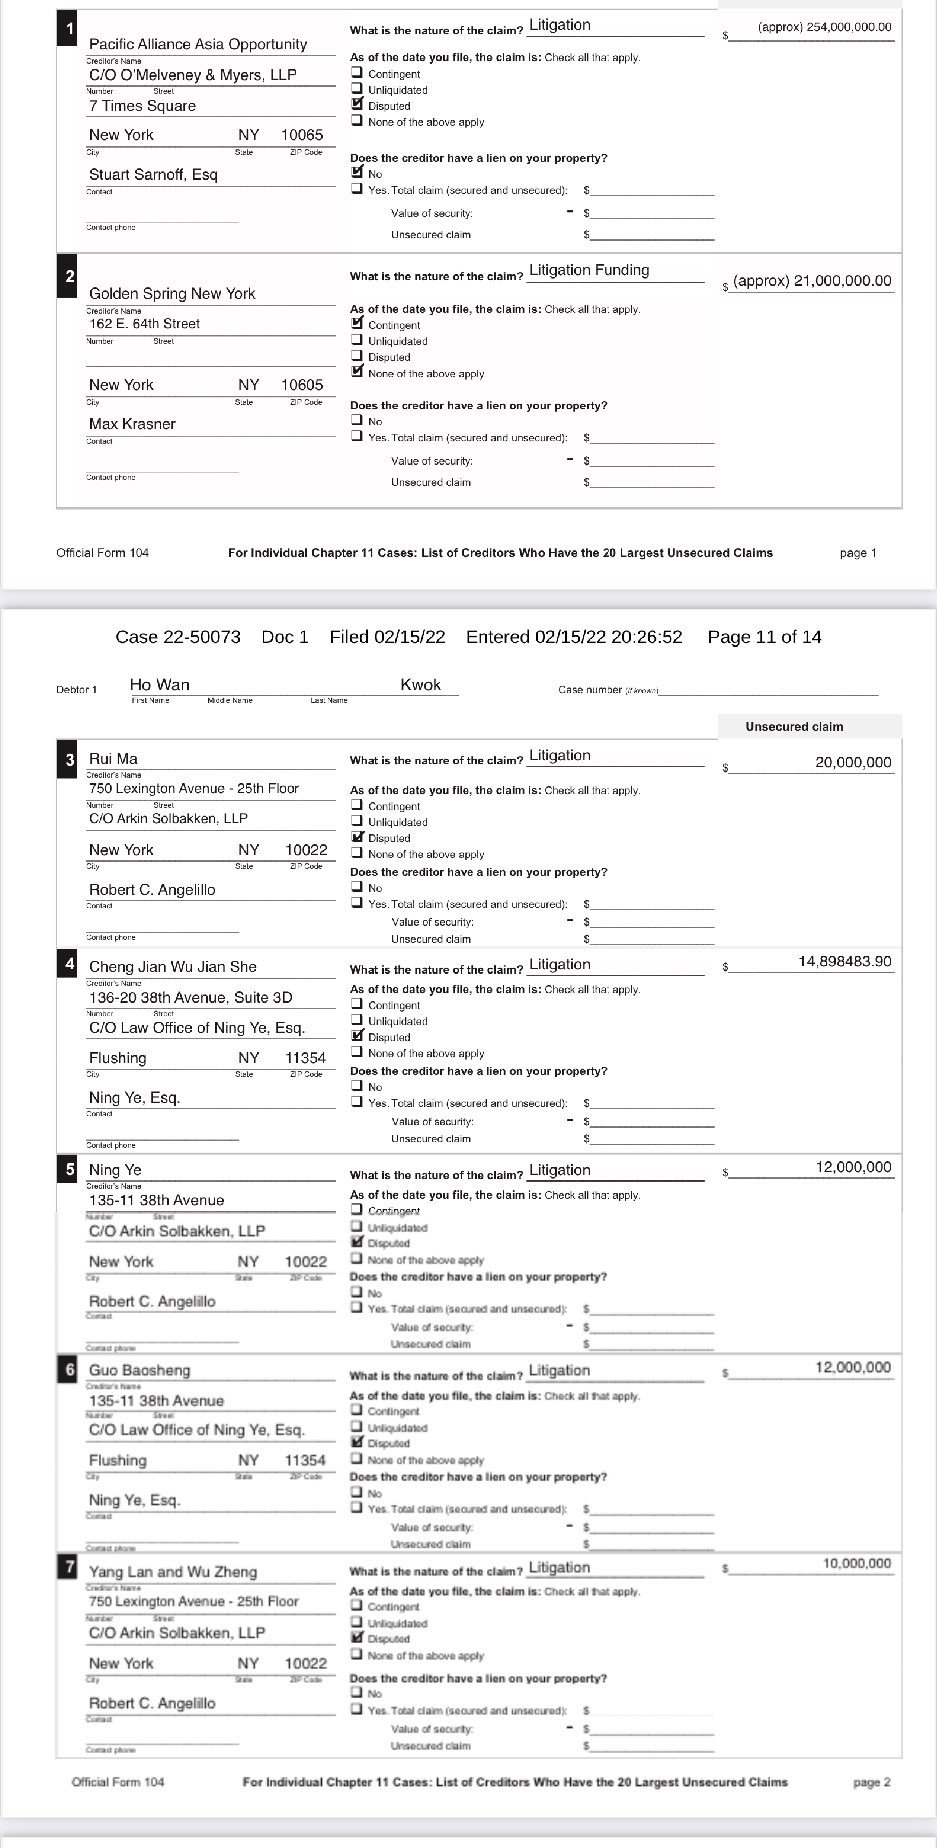 1
Pacific Alliance Asia Opportunity
Creditor's Name
C/O O'Melveney & Myers, LLP
Number Street
7 Times Square
New York NY 10065
City State ZIP Code
Stuart Sarnoff, Esq
Contact
Contact phone
What is the nature of the claim? Litigation
$ (approx) 254,000,000.00
As of the date you file, the claim is: Check all that apply.
Contingent
Unliquidated
Disputed
None of the above apply
Does the creditor have a lien on your property?
No
Yes. Total claim (secured and unsecured): $
Value of security: - $
Unsecured claim $
2
Golden Spring New York
Creditor's Name
162 E. 64th Street
Number Street
New York NY 10605
City State ZIP Code
Max Krasner
Contact
Contact phone
What is the nature of the claim? Litigation Funding
$ (approx) 21,000,000.00
As of the date you file, the claim is: Check all that apply.
Contingent
Unliquidated
Disputed
None of the above apply
Does the creditor have a lien on your property?
No
Yes. Total claim (secured and unsecured): $
Value of security: - $
Unsecured claim $
Official Form 104 For Individual Chapter 11 Cases: List of Creditors Who Have the 20 Largest Unsecured Claims page 1
Case 22-50073 Doc 1 Filed 02/15/22 Entered 02/15/22 20:26:52 Page 11 of 14
Debtor 1 Ho Wan Kwok Case number (if known)
First Name Middle Name Last Name
Unsecured claim
3
Rui Ma
Creditor's Name
750 Lexington Avenue - 25th Floor
Number Street
C/O Arkin Solbakken, LLP
New York NY 10022
City State ZIP Code
Robert C. Angelillo
Contact
Contact phone
What is the nature of the claim? Litigation
$ 20,000,000
As of the date you file, the claim is: Check all that apply.
Contingent
Unliquidated
Disputed
None of the above apply
Does the creditor have a lien on your property?
No
Yes. Total claim (secured and unsecured): $
Value of security: - $
Unsecured claim $
4
Cheng Jian Wu Jian She
Creditor's Name
136-20 38th Avenue, Suite 3D
Number Street
C/O Law Office of Ning Ye, Esq.
Flushing NY 11354
City State ZIP Code
Ning Ye, Esq.
Contact
Contact phone
What is the nature of the claim? Litigation
$ 14,898483.90
As of the date you file, the claim is: Check all that apply.
Contingent
Unliquidated
Disputed
None of the above apply
Does the creditor have a lien on your property?
No
Yes. Total claim (secured and unsecured): $
Value of security: - $
Unsecured claim $
5
Ning Ye
Creditor's Name
135-11 38th Avenue
Number Street
C/O Arkin Solbakken, LLP
New York NY 10022
City State ZIP Code
Robert C. Angelillo
Contact
Contact phone
What is the nature of the claim? Litigation
$ 12,000,000
As of the date you file, the claim is: Check all that apply.
Contingent
Unliquidated
Disputed
None of the above apply
Does the creditor have a lien on your property?
No
Yes. Total claim (secured and unsecured): $
Value of security: - $
Unsecured claim $
6
Guo Baosheng
Creditor's Name
135-11 38th Avenue
Number Street
C/O Law Office of Ning Ye, Esq.
Flushing NY 11354
City State ZIP Code
Ning Ye, Esq.
Contact
Contact phone
What is the nature of the claim? Litigation
$ 12,000,000
As of the date you file, the claim is: Check all that apply.
Contingent
Unliquidated
Disputed
None of the above apply
Does the creditor have a lien on your property?
No
Yes. Total claim (secured and unsecured): $
Value of security: - $
Unsecured claim $
7
Yang Lan and Wu Zheng
Creditor's Name
750 Lexington Avenue - 25th Floor
Number Street
C/O Arkin Solbakken, LLP
New York NY 10022
City State ZIP Code
Robert C. Angelillo
Contact
Contact phone
What is the nature of the claim? Litigation
$ 10,000,000
As of the date you file, the claim is: Check all that apply.
Contingent
Unliquidated
Disputed
None of the above apply
Does the creditor have a lien on your property?
No
Yes. Total claim (secured and unsecured): $
Value of security: - $
Unsecured claim $
Official Form 104 For Individual Chapter 11 Cases: List of Creditors Who Have the 20 Largest Unsecured Claims page 2